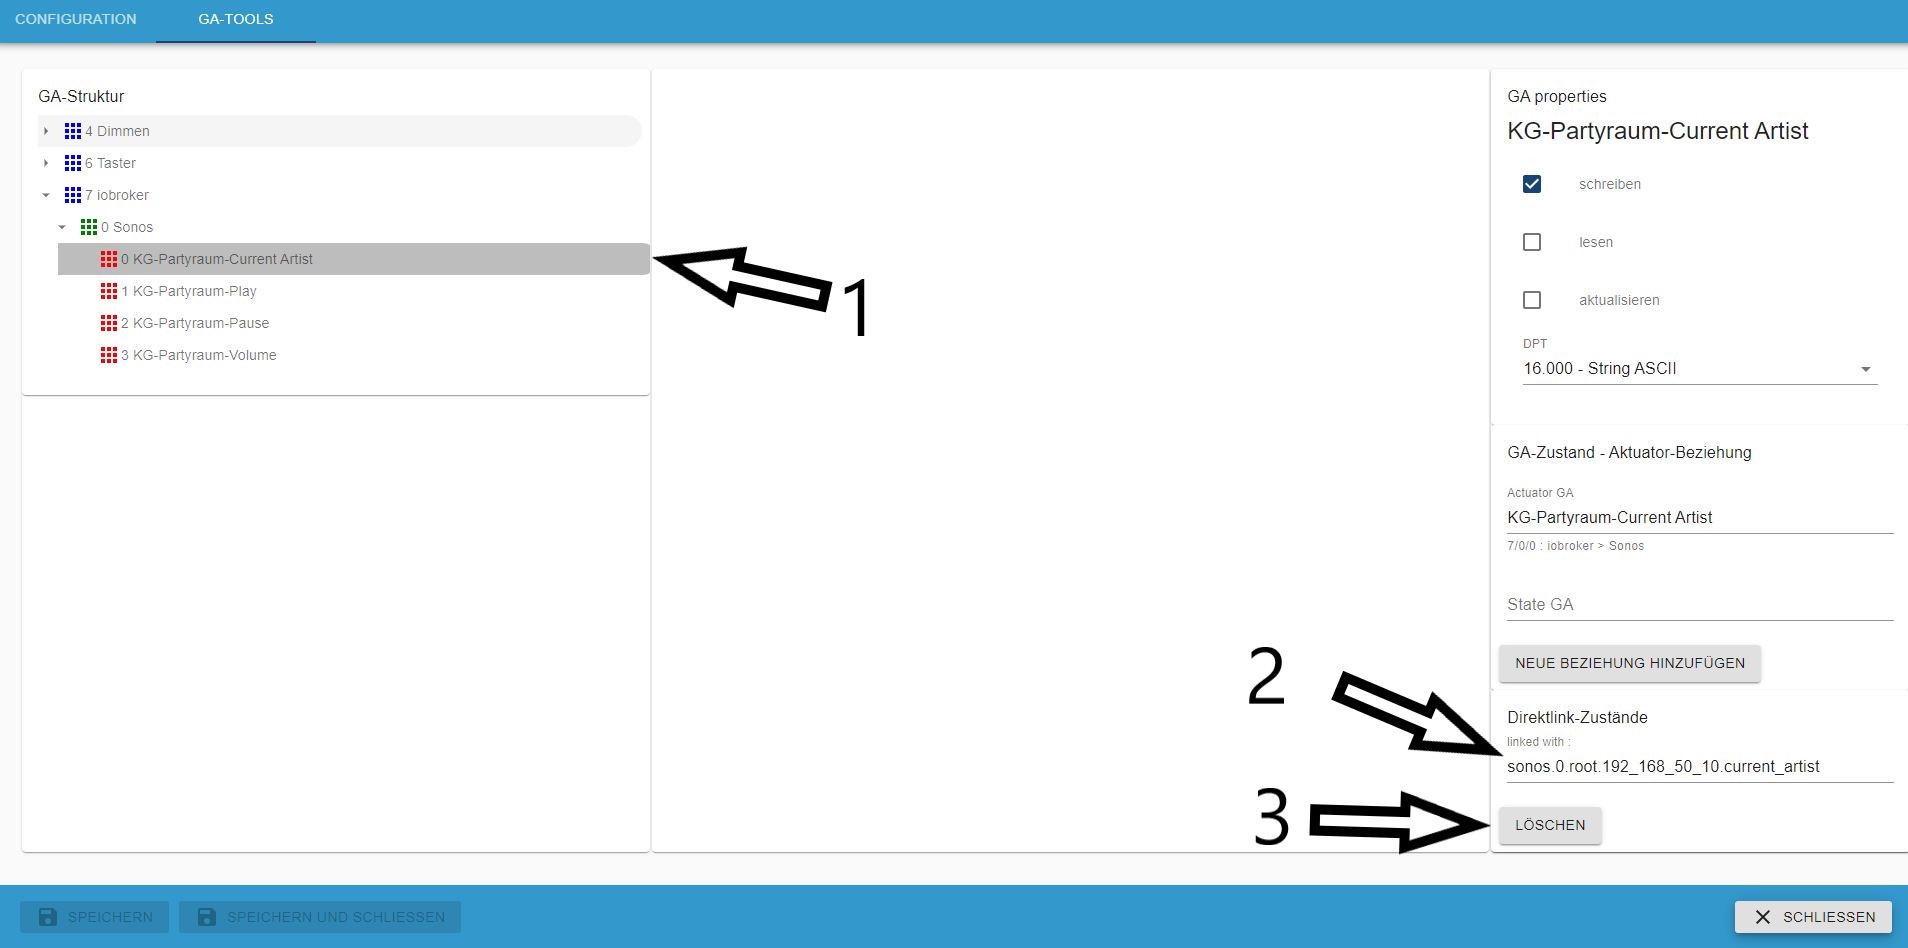 CONFIGURATION
GA-TOOLS
GA-Struktur
4 Dimmen
6 Taster
7 iobroker
0 Sonos
0 KG-Partyraum-Current Artist
1 KG-Partyraum-Play
2 KG-Partyraum-Pause
3 KG-Partyraum-Volume
1
2
3
GA properties
KG-Partyraum-Current Artist
schreiben
lesen
aktualisieren
DPT
16.000 - String ASCII
GA-Zustand - Aktuator-Beziehung
Actuator GA
KG-Partyraum-Current Artist
7/0/0 : iobroker > Sonos
State GA
NEUE BEZIEHUNG HINZUFÜGEN
Direktlink-Zustände
linked with :
sonos.0.root.192_168_50_10.current_artist
LÖSCHEN
SPEICHERN
SPEICHERN UND SCHLIESSEN
SCHLIESSEN